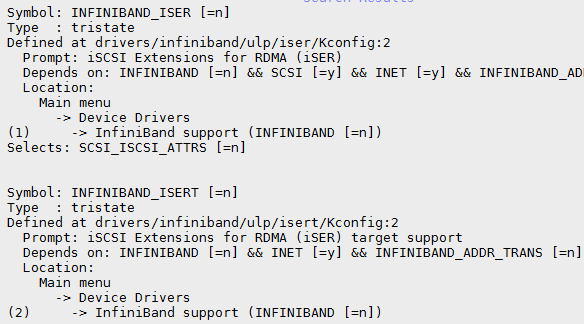 Search Results
Symbol: INFINIBAND_ISER [=n]
Type  : tristate
Defined at drivers/infiniband/ulp/iser/Kconfig:2
  Prompt: iSCSI Extensions for RDMA (iSER)
  Depends on: INFINIBAND [=n] && SCSI [=y] && INET [=y] && INFINIBAND_ADD
  Location:
    Main menu
      -> Device Drivers
(1)     -> InfiniBand support (INFINIBAND [=n])
Selects: SCSI_ISCSI_ATTRS [=n]
Symbol: INFINIBAND_ISERT [=n]
Type  : tristate
Defined at drivers/infiniband/ulp/isert/Kconfig:2
  Prompt: iSCSI Extensions for RDMA (iSER) target support
  Depends on: INFINIBAND [=n] && INET [=y] && INFINIBAND_ADDR_TRANS [=n]
  Location:
    Main menu
      -> Device Drivers
(2)     -> InfiniBand support (INFINIBAND [=n])